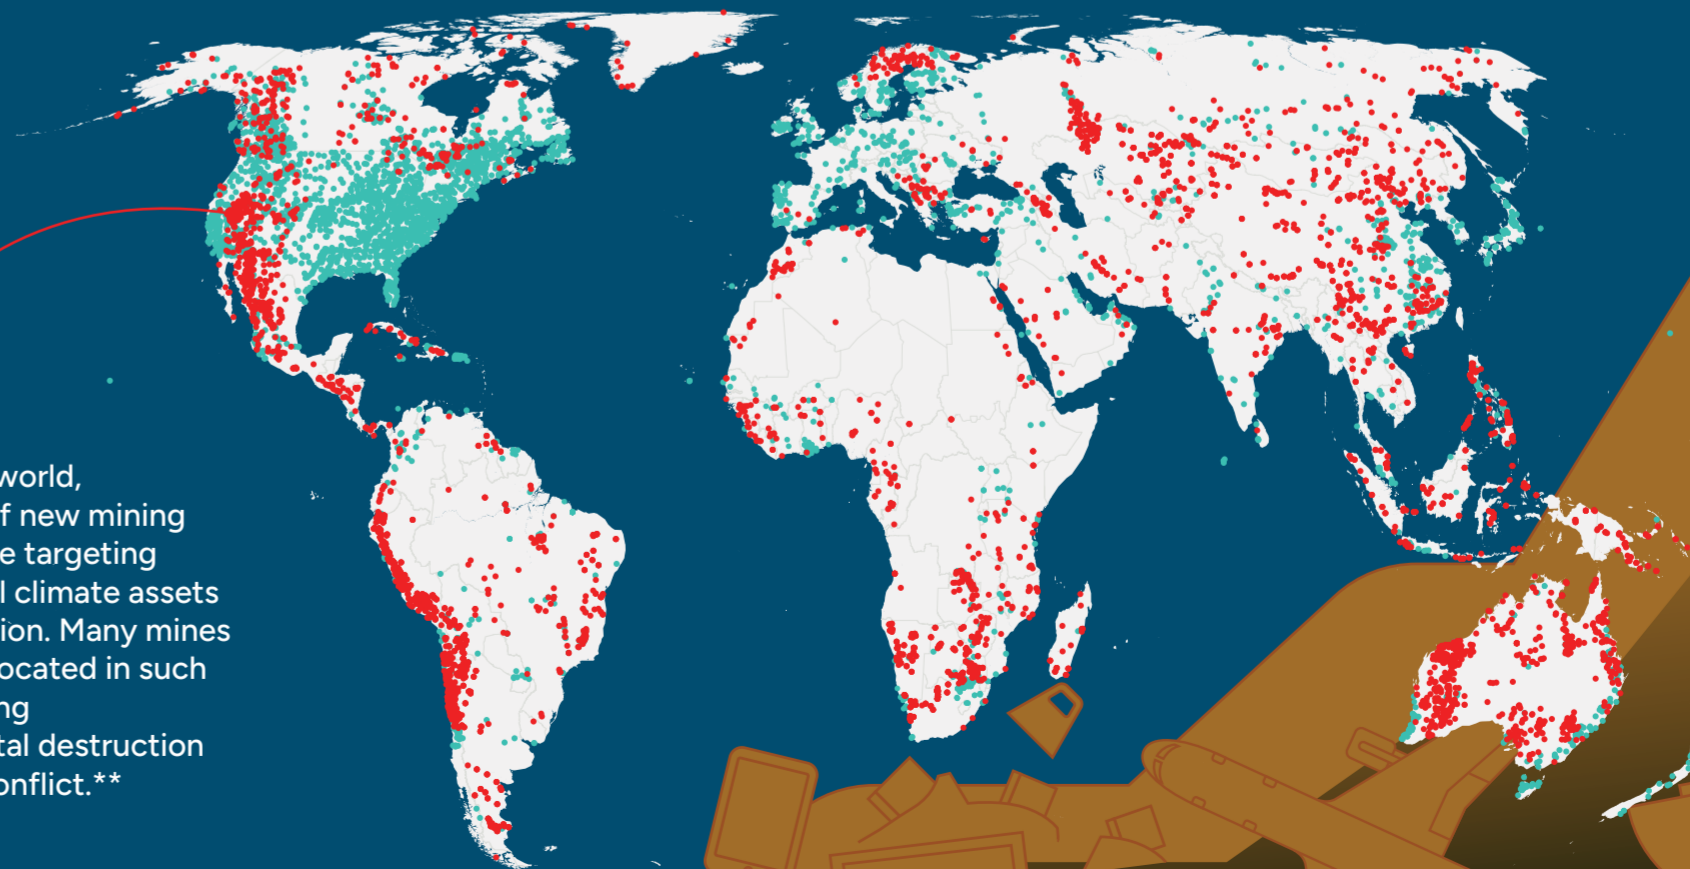 world,
f new mining
e targeting
l climate assets
ion. Many mines
ocated in such
ng
tal destruction
onflict.**